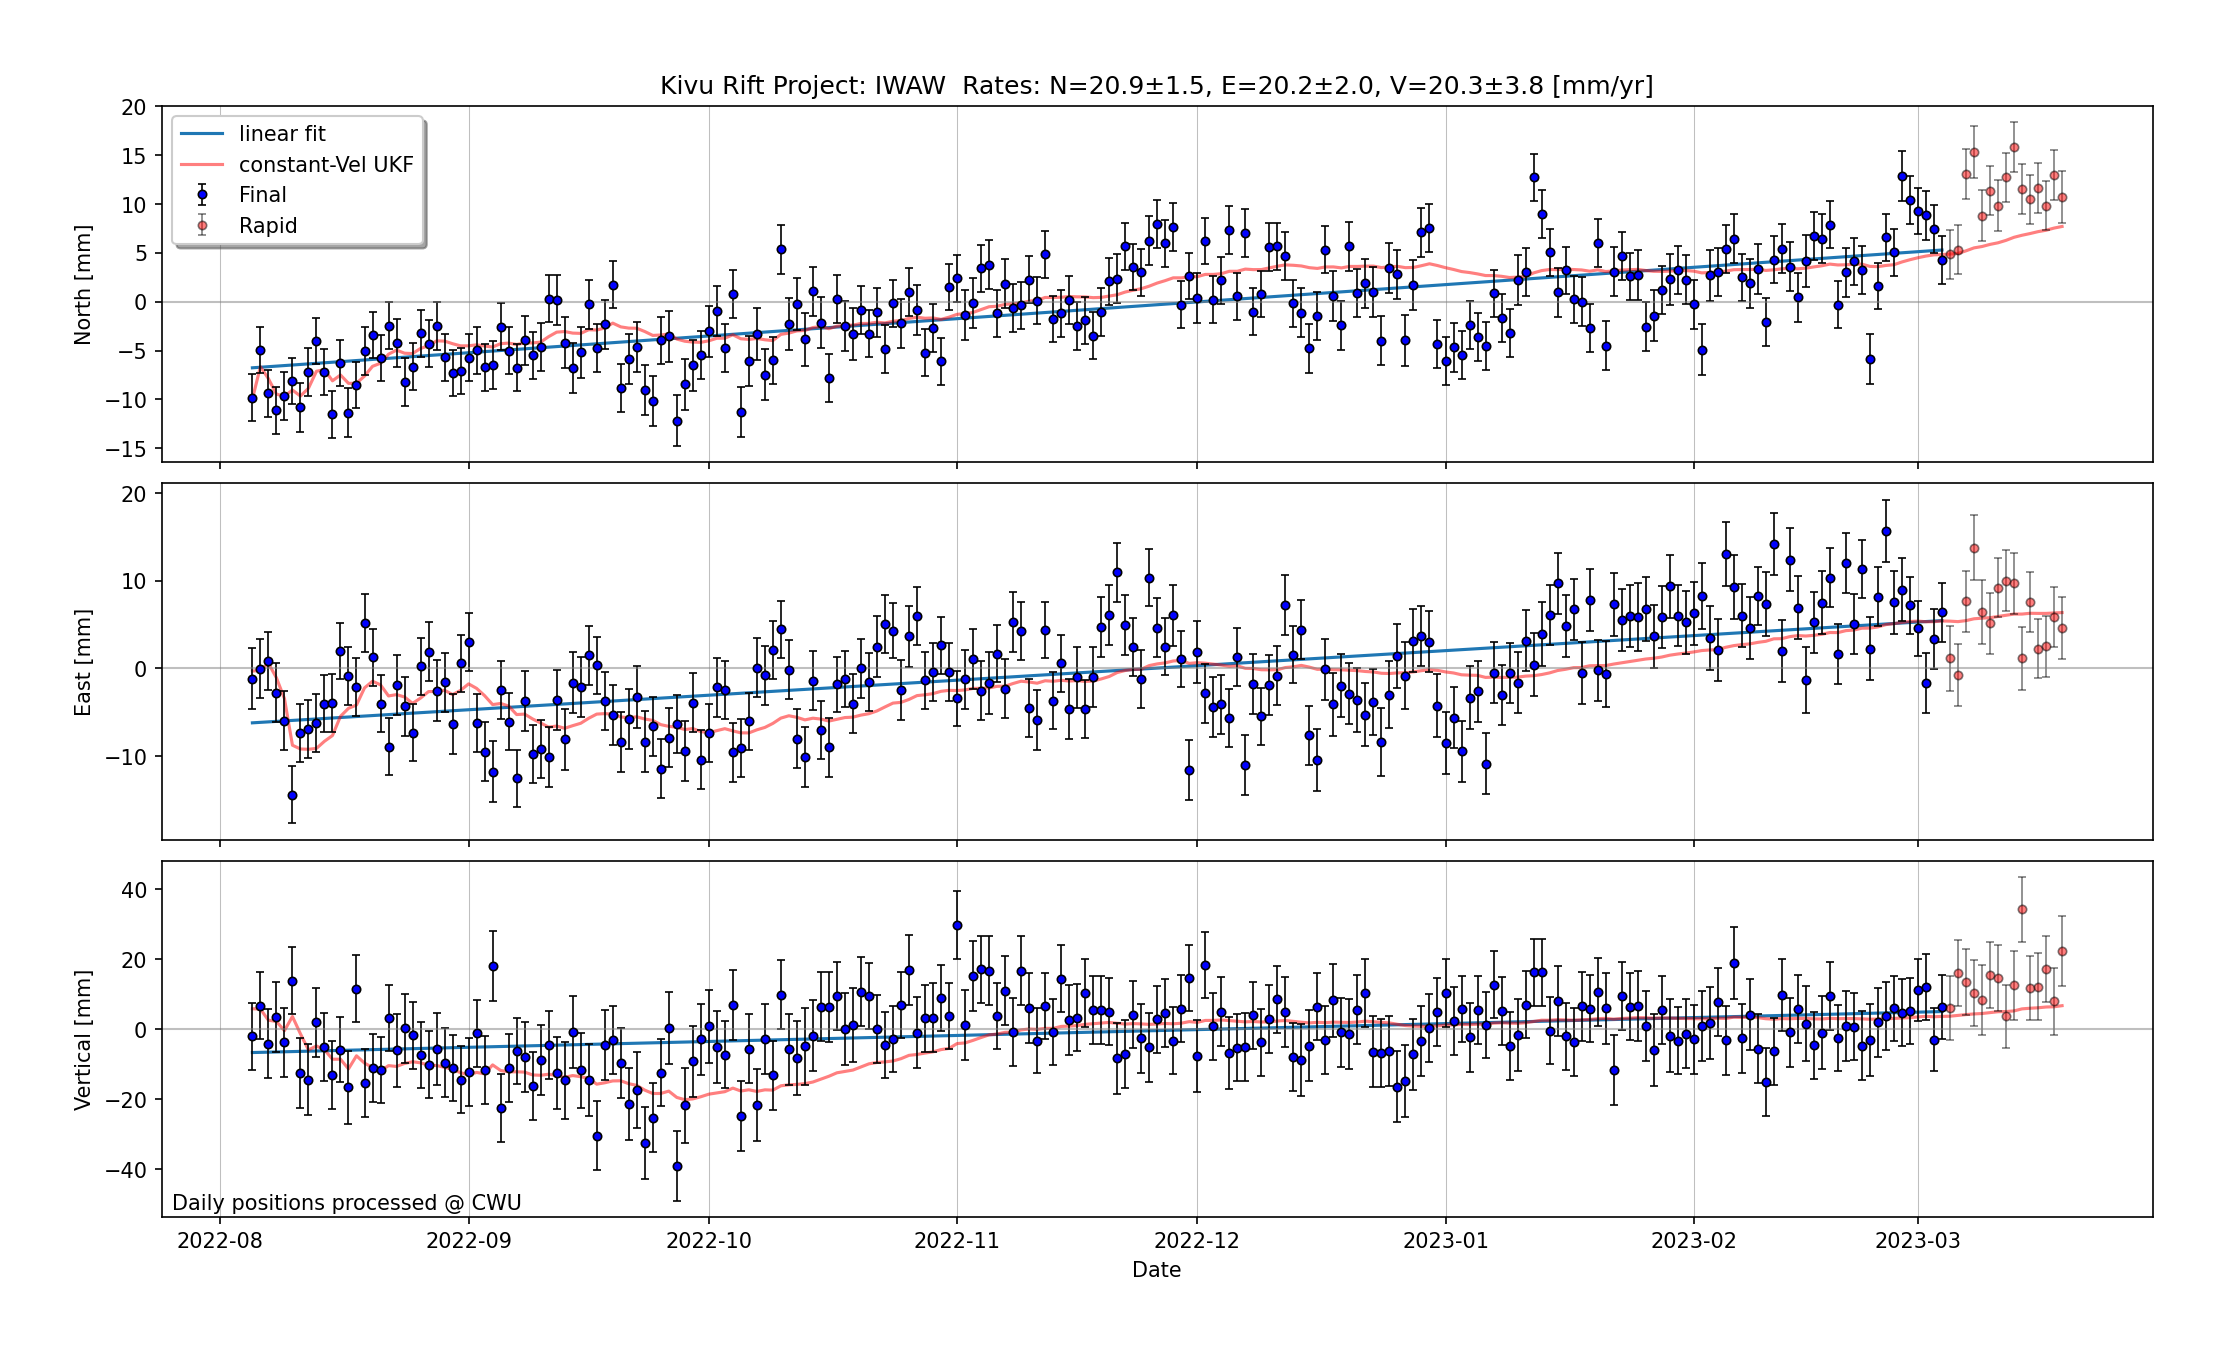 Kivu Rift Project: IWAW  Rates: N=20.9±1.5, E=20.2±2.0, V=20.3±3.8 [mm/yr]
linear fit
constant-Vel UKF
Final
Rapid
North [mm]
20
15
10
5
0
−5
−10
−15
East [mm]
20
10
0
−10
Vertical [mm]
40
20
0
−20
−40
Daily positions processed @ CWU
2022-08 2022-09 2022-10 2022-11 2022-12 2023-01 2023-02 2023-03
Date